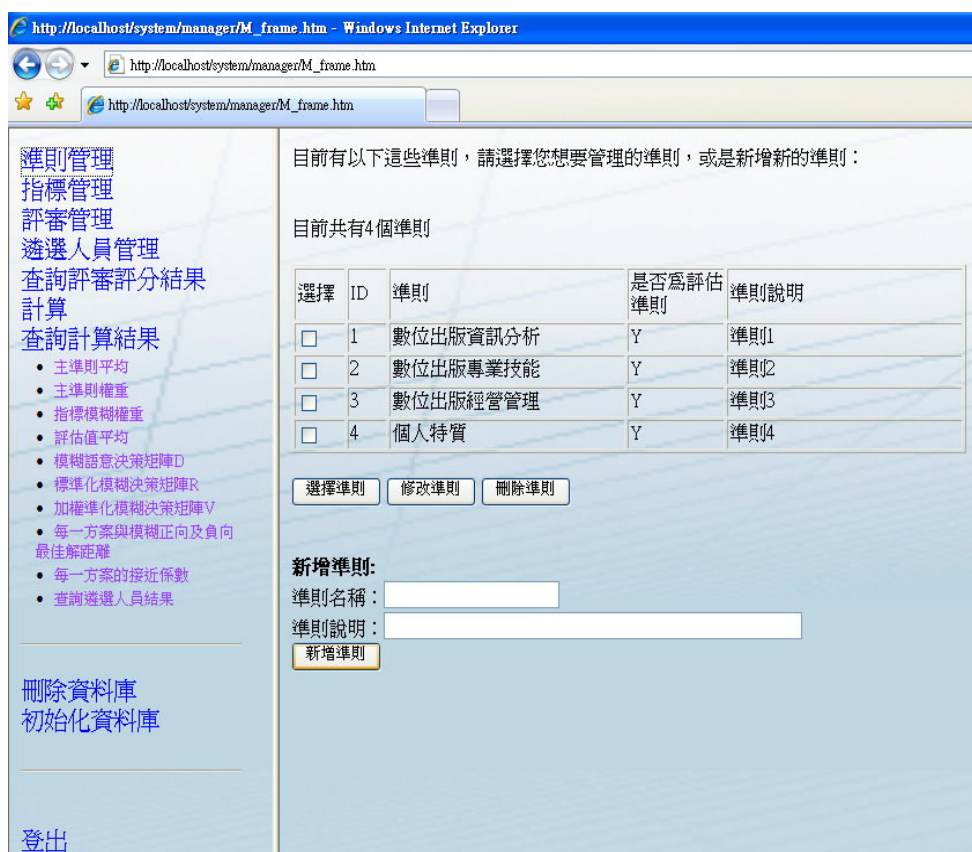 http://localhost/system/manager/M_frame.htm - Windows Internet Explorer
http://localhost/system/manager/M_frame.htm
http://localhost/system/manager/M_frame.htm
準則管理
指標管理
評審管理
遴選人員管理
查詢評審評分結果
計算
查詢計算結果
• 主準則平均
• 主準則權重
• 指標模糊權重
• 評估值平均
• 模糊語意決策矩陣D
• 標準化模糊決策矩陣R
• 加權準化模糊決策矩陣V
• 每一方案與模糊正向及負向
最佳解距離
• 每一方案的接近係數
• 查詢遴選人員結果
刪除資料庫
初始化資料庫
登出
目前有以下這些準則，請選擇您想要管理的準則，或是新增新的準則：
目前共有4個準則
選擇 ID 準則 是否為評估準則 準則說明
1 數位出版資訊分析 Y 準則1
2 數位出版專業技能 Y 準則2
3 數位出版經營管理 Y 準則3
4 個人特質 Y 準則4
選擇準則 修改準則 刪除準則
新增準則:
準則名稱：
準則說明：
新增準則